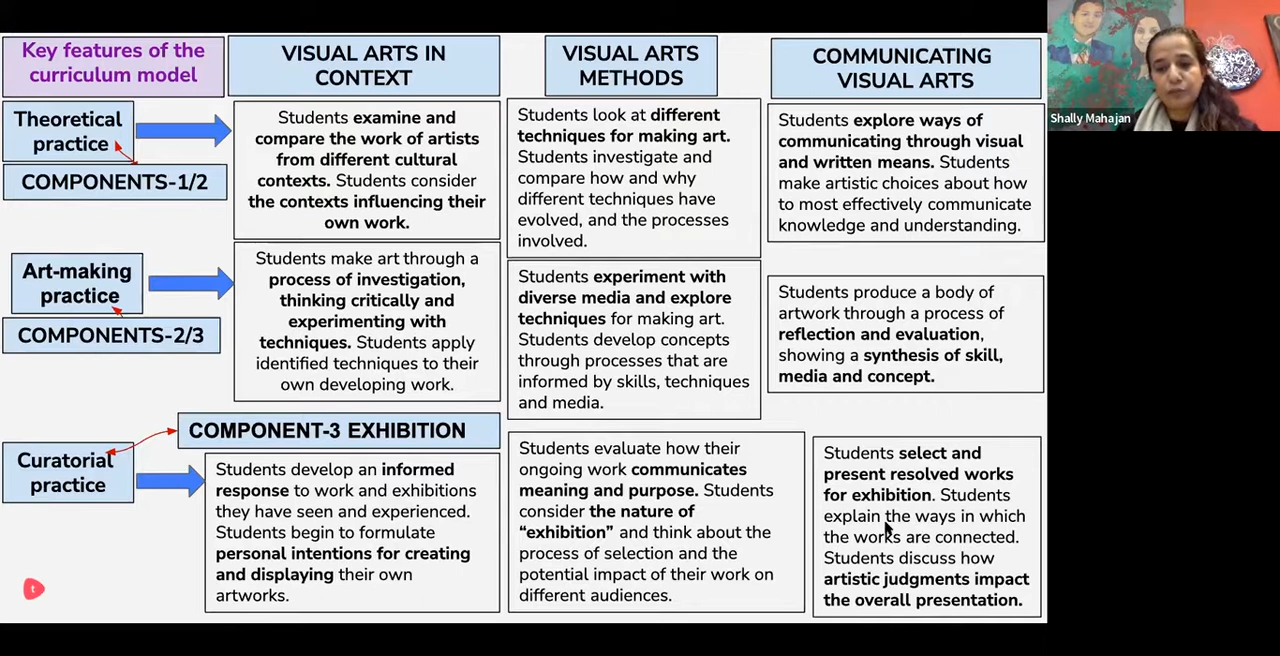 Key features of the
curriculum model
VISUAL ARTS IN
CONTEXT
VISUAL ARTS
METHODS
COMMUNICATING
VISUAL ARTS
Shally Mahajan
Theoretical
practice
COMPONENTS-1/2
Students examine and
compare the work of artists
from different cultural
contexts. Students consider
the contexts influencing their
own work.
Students look at different
techniques for making art.
Students investigate and
compare how and why
different techniques have
evolved, and the processes
involved.
Students explore ways of
communicating through visual
and written means. Students
make artistic choices about how
to most effectively communicate
knowledge and understanding.
Art-making
practice
COMPONENTS-2/3
Students make art through a
process of investigation,
thinking critically and
experimenting with
techniques. Students apply
identified techniques to their
own developing work.
Students experiment with
diverse media and explore
techniques for making art.
Students develop concepts
through processes that are
informed by skills, techniques
and media.
Students produce a body of
artwork through a process of
reflection and evaluation,
showing a synthesis of skill,
media and concept.
COMPONENT-3 EXHIBITION
Curatorial
practice
Students develop an informed
response to work and exhibitions
they have seen and experienced.
Students begin to formulate
personal intentions for creating
and displaying their own
artworks.
Students evaluate how their
ongoing work communicates
meaning and purpose. Students
consider the nature of
“exhibition” and think about the
process of selection and the
potential impact of their work on
different audiences.
Students select and
present resolved works
for exhibition. Students
explain the ways in which
the works are connected.
Students discuss how
artistic judgments impact
the overall presentation.
t